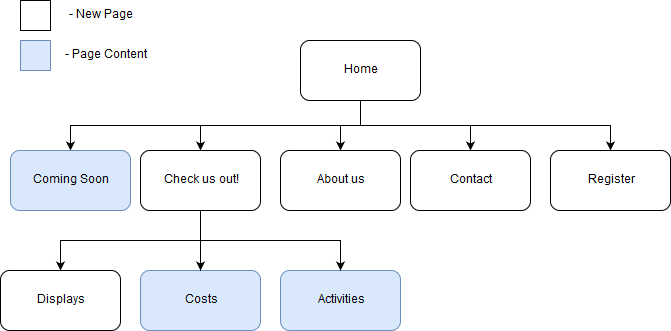 - New Page
- Page Content
Home
Coming Soon
Check us out!
About us
Contact
Register
Displays
Costs
Activities